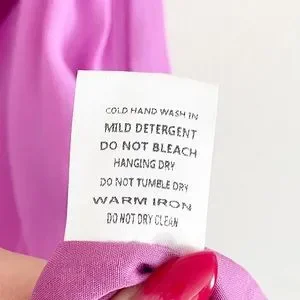 COLD HAND WASH IN
MILD DETERGENT
DO NOT BLEACH
HANGING DRY
DO NOT TUMBLE DRY
WARM IRON
DO NOT DRY CLEAN